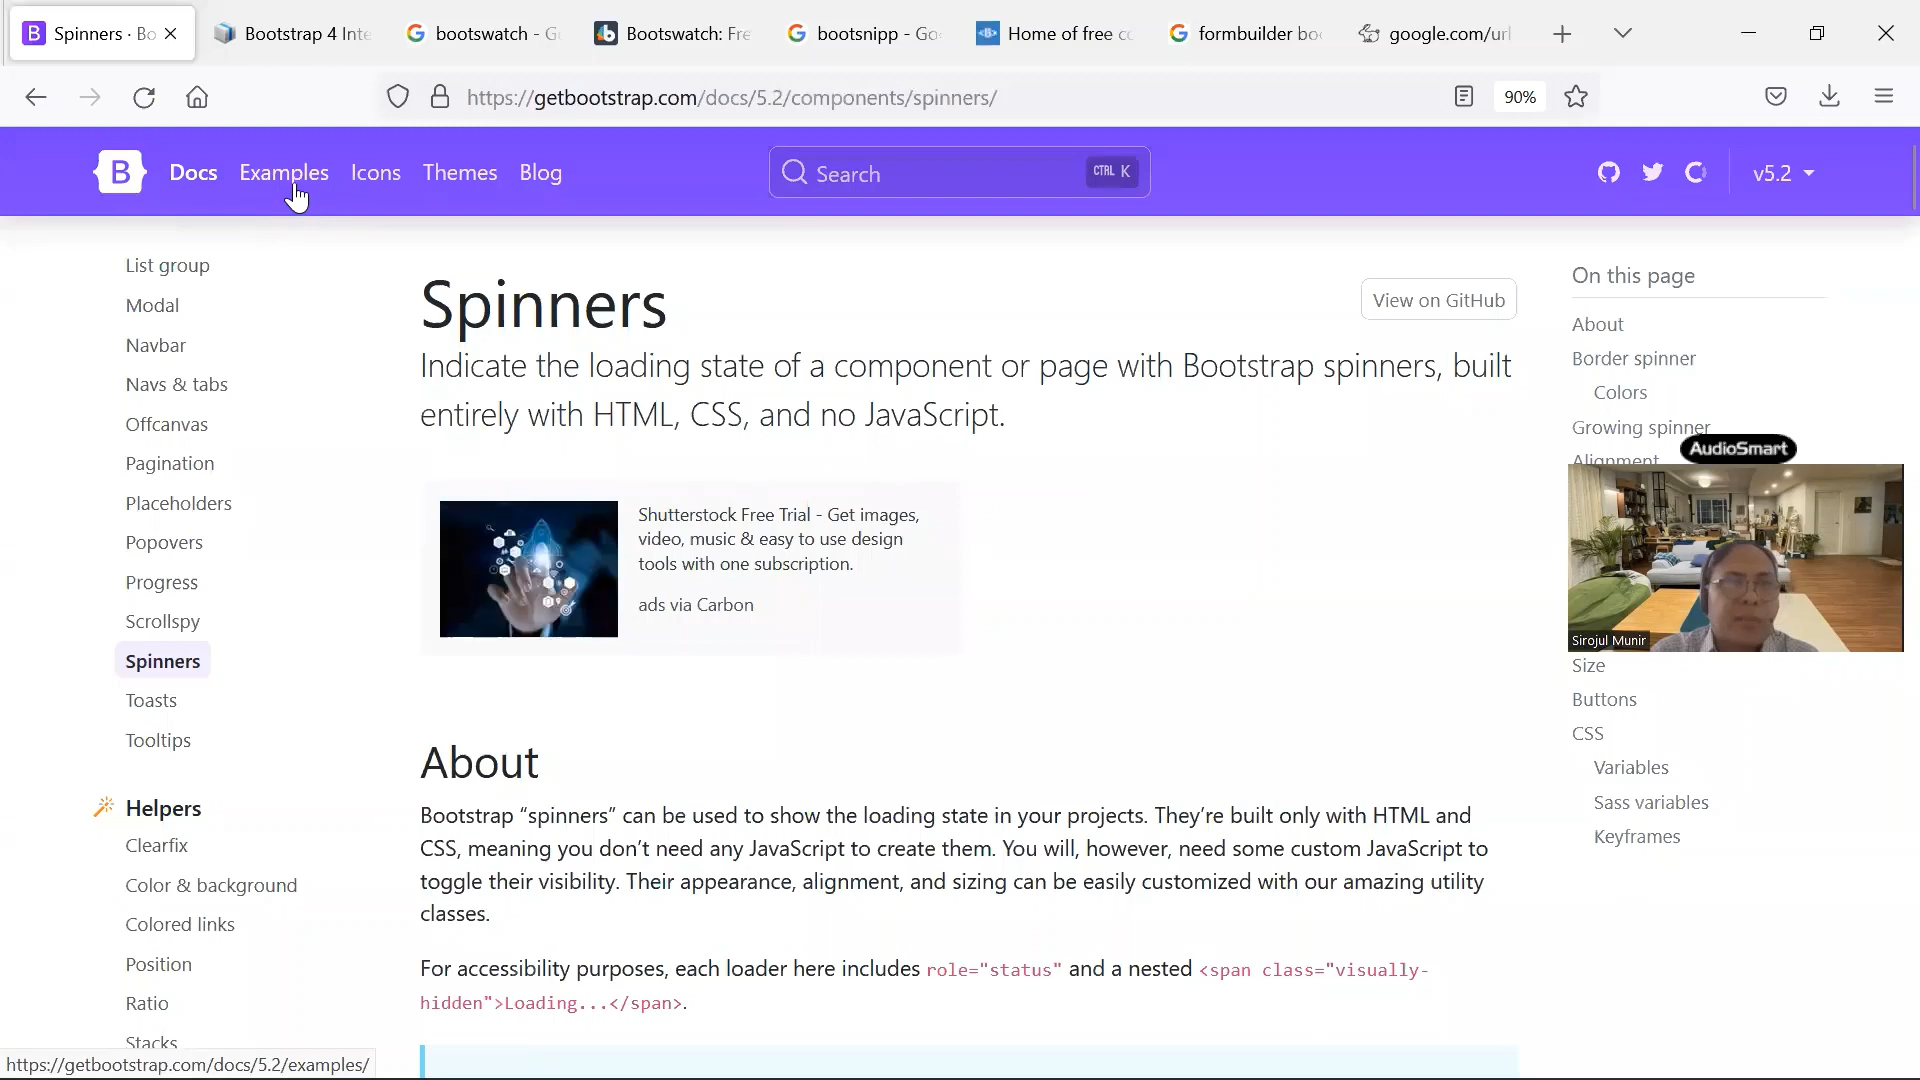 Spinners · Bo
Bootstrap 4 Inte
bootswatch - G
Bootswatch: Fre
bootsnipp - Go
Home of free co
formbuilder bo
google.com/url
https://getbootstrap.com/docs/5.2/components/spinners/
90%
B
Docs
Examples
Icons
Themes
Blog
Search
CTRL K
v5.2
List group
Modal
Navbar
Navs & tabs
Offcanvas
Pagination
Placeholders
Popovers
Progress
Scrollspy
Spinners
Toasts
Tooltips
Helpers
Clearfix
Color & background
Colored links
Position
Ratio
Stacks
https://getbootstrap.com/docs/5.2/examples/
Spinners
View on GitHub
Indicate the loading state of a component or page with Bootstrap spinners, built
entirely with HTML, CSS, and no JavaScript.
Shutterstock Free Trial - Get images,
video, music & easy to use design
tools with one subscription.
ads via Carbon
About
Bootstrap “spinners” can be used to show the loading state in your projects. They’re built only with HTML and
CSS, meaning you don’t need any JavaScript to create them. You will, however, need some custom JavaScript to
toggle their visibility. Their appearance, alignment, and sizing can be easily customized with our amazing utility
classes.
For accessibility purposes, each loader here includes role="status" and a nested <span class="visually-
hidden">Loading...</span>.
On this page
About
Border spinner
Colors
Growing spinner
Alignment
AudioSmart
Sirojul Munir
Size
Buttons
CSS
Variables
Sass variables
Keyframes